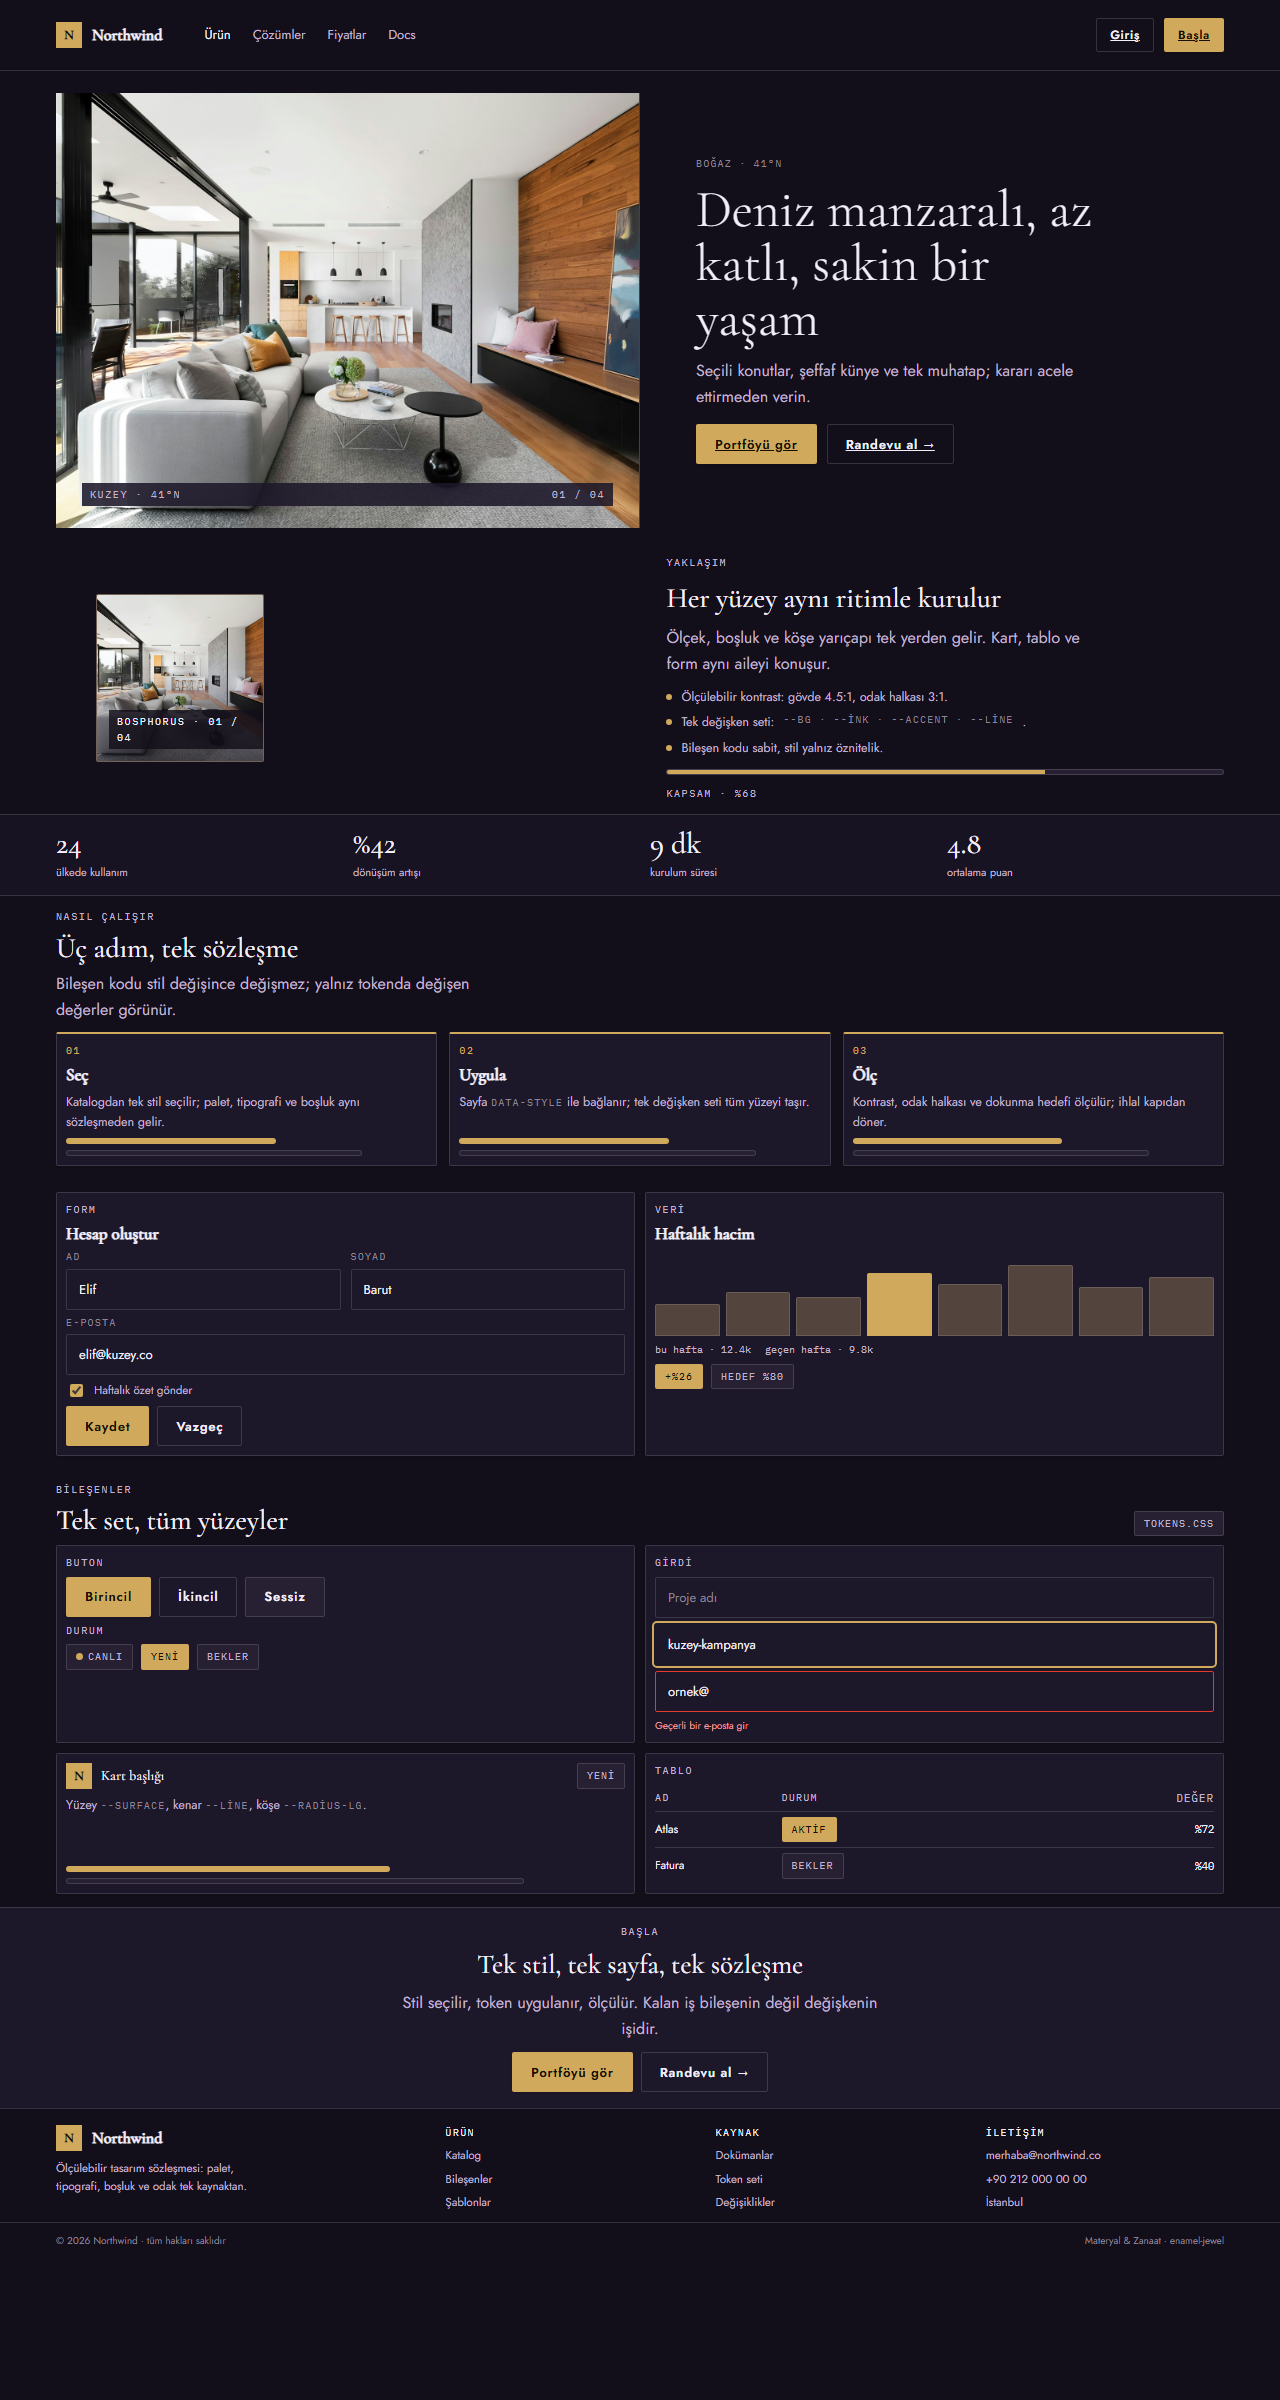 N Northwind Ürün Çözümler Fiyatlar Docs Giriş Başla
BOĞAZ · 41°N
Deniz manzaralı, az
katlı, sakin bir
yaşam
Seçili konutlar, şeffaf künye ve tek muhatap; kararı acele
ettirmeden verin.
Portföyü gör Randevu al →
KUZEY · 41°N 01 / 04
YAKLAŞIM
Her yüzey aynı ritimle kurulur
Ölçek, boşluk ve köşe yarıçapı tek yerden gelir. Kart, tablo ve
form aynı aileyi konuşur.
Ölçülebilir kontrast: gövde 4.5:1, odak halkası 3:1.
Tek değişken seti: --BG · --İNK · --ACCENT · --LİNE .
Bileşen kodu sabit, stil yalnız öznitelik.
KAPSAM · %68
BOSPHORUS · 01 /
04
24 %42 9 dk 4.8
ülkede kullanım dönüşüm artışı kurulum süresi ortalama puan
NASIL ÇALIŞIR
Üç adım, tek sözleşme
Bileşen kodu stil değişince değişmez; yalnız tokenda değişen
değerler görünür.
01
Seç
Katalogdan tek stil seçilir; palet, tipografi ve boşluk aynı
sözleşmeden gelir.
02
Uygula
Sayfa DATA-STYLE ile bağlanır; tek değişken seti tüm yüzeyi taşır.
03
Ölç
Kontrast, odak halkası ve dokunma hedefi ölçülür; ihlal kapıdan
döner.
FORM
Hesap oluştur
AD SOYAD
Elif Barut
E-POSTA
elif@kuzey.co
Haftalık özet gönder
Kaydet Vazgeç
VERİ
Haftalık hacim
bu hafta · 12.4k geçen hafta · 9.8k
+%26 HEDEF %80
BİLEŞENLER
Tek set, tüm yüzeyler
TOKENS.CSS
BUTON
Birincil İkincil Sessiz
DURUM
CANLI YENİ BEKLER
GİRDİ
Proje adı
kuzey-kampanya
ornek@
Geçerli bir e-posta gir
N Kart başlığı YENİ
Yüzey --SURFACE, kenar --LİNE, köşe --RADİUS-LG.
TABLO
AD DURUM DEĞER
Atlas AKTİF %72
Fatura BEKLER %40
BAŞLA
Tek stil, tek sayfa, tek sözleşme
Stil seçilir, token uygulanır, ölçülür. Kalan iş bileşenin değil değişkenin
işidir.
Portföyü gör Randevu al →
N Northwind
Ölçülebilir tasarım sözleşmesi: palet,
tipografi, boşluk ve odak tek kaynaktan.
ÜRÜN
Katalog
Bileşenler
Şablonlar
KAYNAK
Dokümanlar
Token seti
Değişiklikler
İLETİŞİM
merhaba@northwind.co
+90 212 000 00 00
İstanbul
© 2026 Northwind · tüm hakları saklıdır Materyal & Zanaat · enamel-jewel